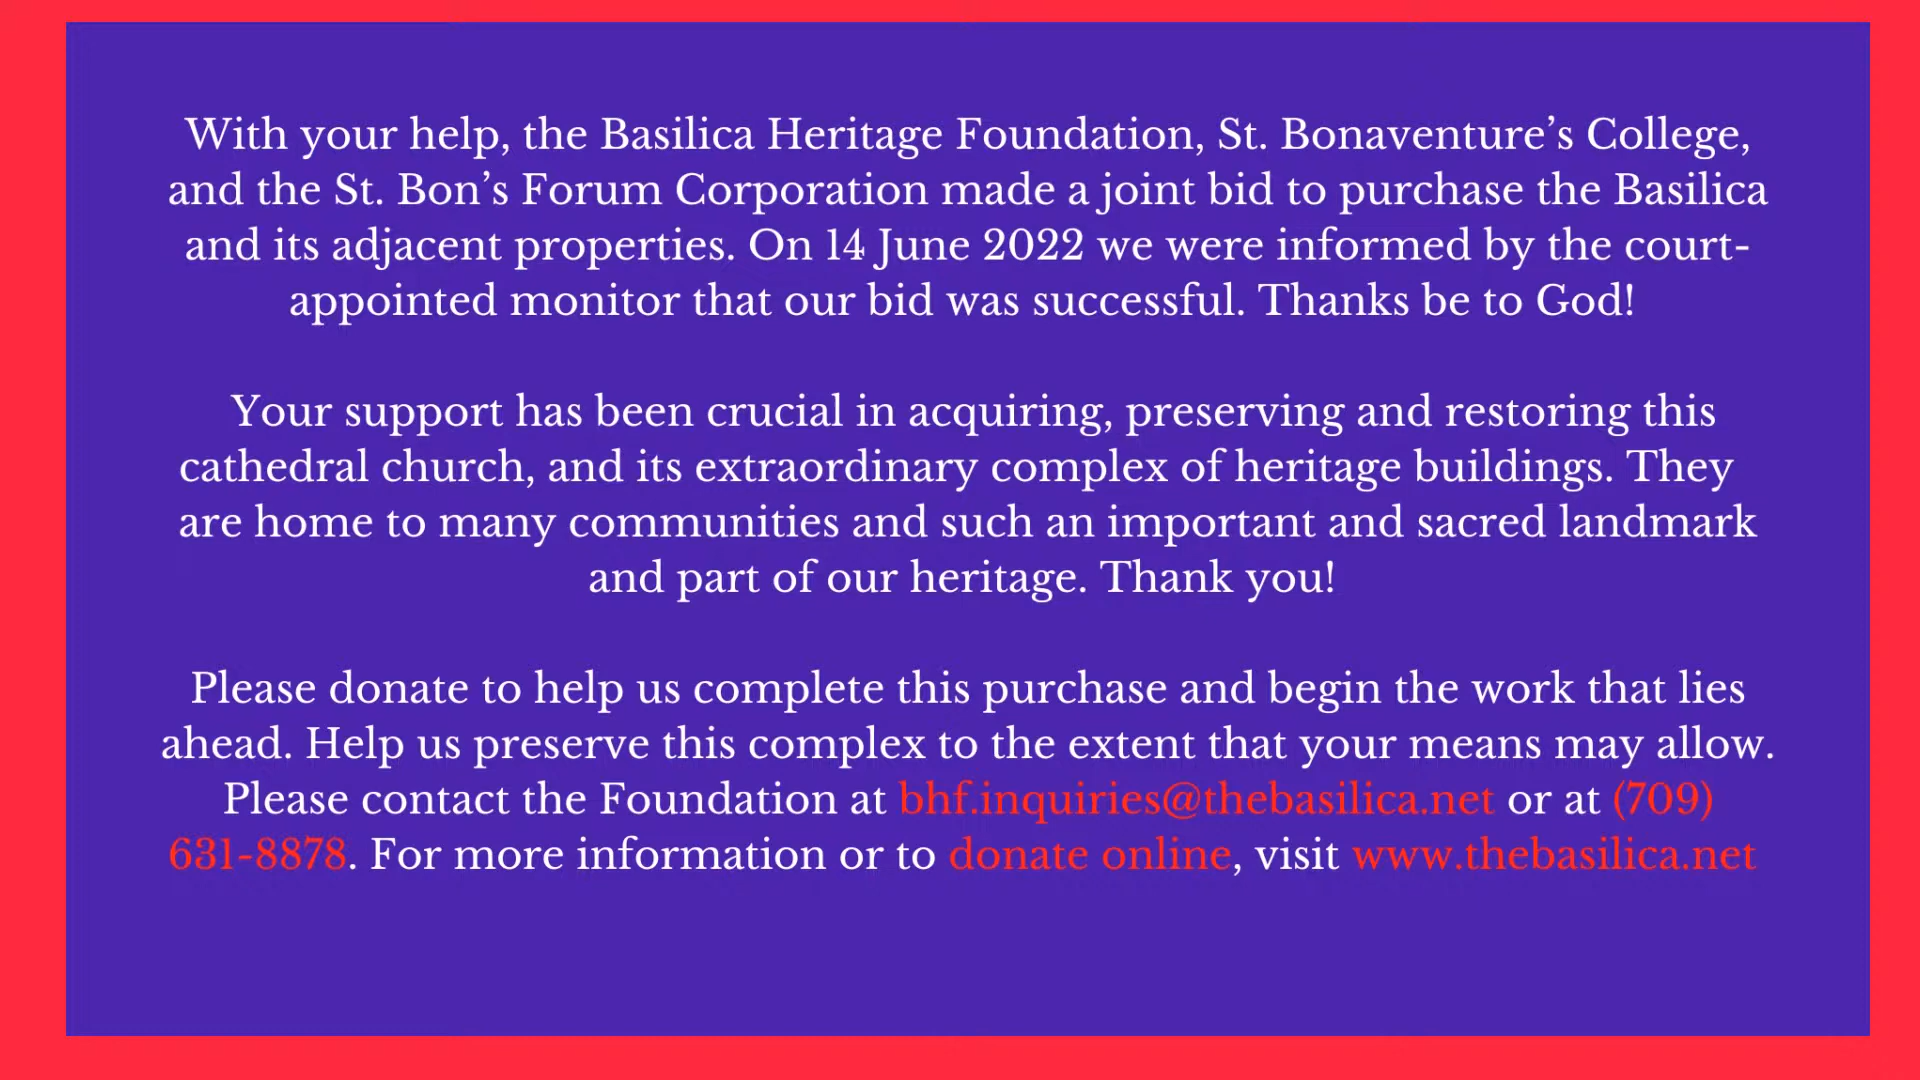 With your help, the Basilica Heritage Foundation, St. Bonaventure’s College,
and the St. Bon’s Forum Corporation made a joint bid to purchase the Basilica
and its adjacent properties. On 14 June 2022 we were informed by the court-
appointed monitor that our bid was successful. Thanks be to God!
Your support has been crucial in acquiring, preserving and restoring this
cathedral church, and its extraordinary complex of heritage buildings. They
are home to many communities and such an important and sacred landmark
and part of our heritage. Thank you!
Please donate to help us complete this purchase and begin the work that lies
ahead. Help us preserve this complex to the extent that your means may allow.
Please contact the Foundation at bhf.inquiries@thebasilica.net or at (709)
631-8878. For more information or to donate online, visit www.thebasilica.net